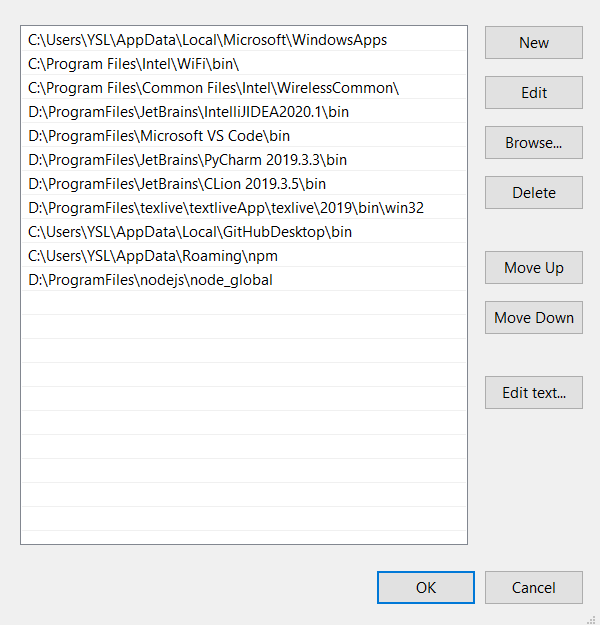 C:\Users\YSL\AppData\Local\Microsoft\WindowsApps
C:\Program Files\Intel\WiFi\bin\
C:\Program Files\Common Files\Intel\WirelessCommon\
D:\ProgramFiles\JetBrains\IntelliJIDEA2020.1\bin
D:\ProgramFiles\Microsoft VS Code\bin
D:\ProgramFiles\JetBrains\PyCharm 2019.3.3\bin
D:\ProgramFiles\JetBrains\CLion 2019.3.5\bin
D:\ProgramFiles\texlive\textliveApp\texlive\2019\bin\win32
C:\Users\YSL\AppData\Local\GitHubDesktop\bin
C:\Users\YSL\AppData\Roaming\npm
D:\ProgramFiles\nodejs\node_global
New
Edit
Browse...
Delete
Move Up
Move Down
Edit text...
OK
Cancel